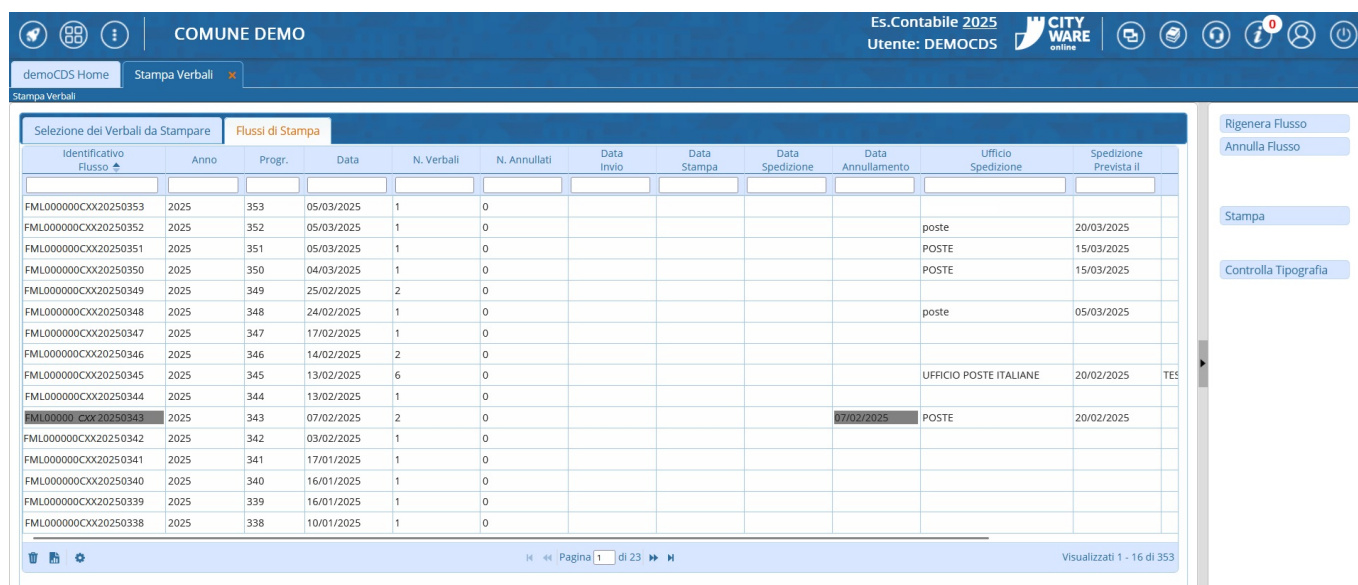 COMUNE DEMO
Es.Contabile 2025
Utente: DEMOCDS
CITY
WARE
online
0
demoCDS Home
Stampa Verbali
Stampa Verbali
Selezione dei Verbali da Stampare
Flussi di Stampa
Identificativo Flusso Anno Progr. Data N. Verbali N. Annullati Data Invio Data Stampa Data Spedizione Data Annullamento Ufficio Spedizione Spedizione Prevista il
FML000000CXX20250353 2025 353 05/03/2025 1 0
FML000000CXX20250352 2025 352 05/03/2025 1 0 poste 20/03/2025
FML000000CXX20250351 2025 351 05/03/2025 1 0 POSTE 15/03/2025
FML000000CXX20250350 2025 350 04/03/2025 1 0 POSTE 15/03/2025
FML000000CXX20250349 2025 349 25/02/2025 2 0
FML000000CXX20250348 2025 348 24/02/2025 1 0 poste 05/03/2025
FML000000CXX20250347 2025 347 17/02/2025 1 0
FML000000CXX20250346 2025 346 14/02/2025 2 0
FML000000CXX20250345 2025 345 13/02/2025 6 0 UFFICIO POSTE ITALIANE 20/02/2025 TES
FML000000CXX20250344 2025 344 13/02/2025 1 0
FML00000 CXX 20250343 2025 343 07/02/2025 2 0 07/02/2025 POSTE 20/02/2025
FML000000CXX20250342 2025 342 03/02/2025 1 0
FML000000CXX20250341 2025 341 17/01/2025 1 0
FML000000CXX20250340 2025 340 16/01/2025 1 0
FML000000CXX20250339 2025 339 16/01/2025 1 0
FML000000CXX20250338 2025 338 10/01/2025 1 0
Pagina 1 di 23
Visualizzati 1 - 16 di 353
Rigenera Flusso
Annulla Flusso
Stampa
Controlla Tipografia